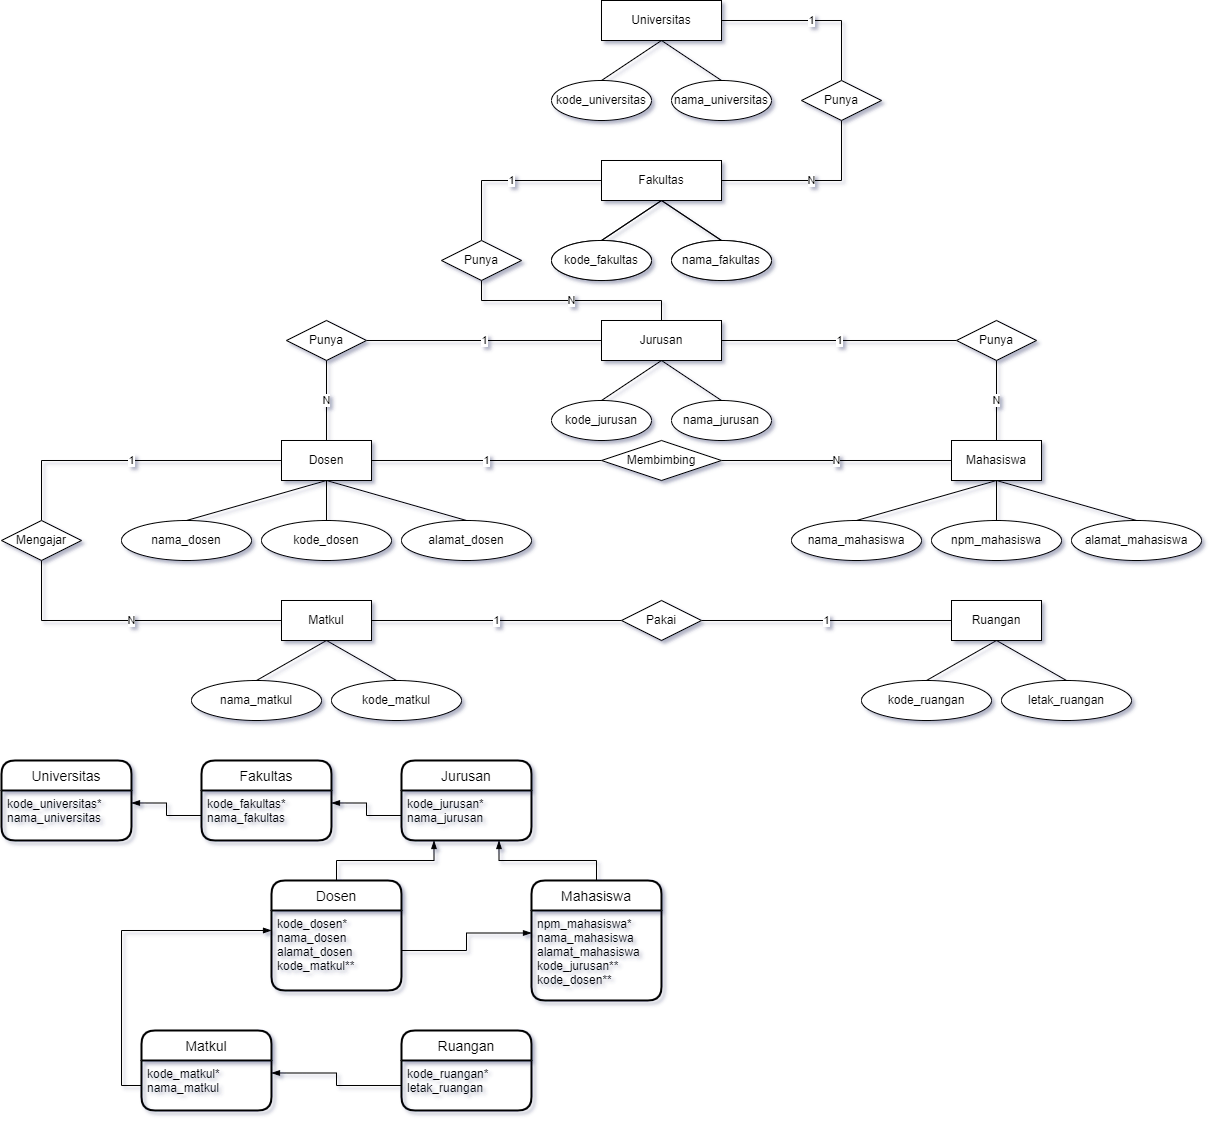 Universitas
1
kode_universitas
nama_universitas
Punya
1
Fakultas
N
Punya
kode_fakultas
nama_fakultas
N
Punya
1
Jurusan
1
Punya
N
kode_jurusan
nama_jurusan
N
1
Dosen
1
Membimbing
N
Mahasiswa
Mengajar
nama_dosen
kode_dosen
alamat_dosen
nama_mahasiswa
npm_mahasiswa
alamat_mahasiswa
N
Matkul
1
Pakai
1
Ruangan
nama_matkul
kode_matkul
kode_ruangan
letak_ruangan
Universitas
kode_universitas*
nama_universitas
Fakultas
kode_fakultas*
nama_fakultas
Jurusan
kode_jurusan*
nama_jurusan
Dosen
kode_dosen*
nama_dosen
alamat_dosen
kode_matkul**
Mahasiswa
npm_mahasiswa*
nama_mahasiswa
alamat_mahasiswa
kode_jurusan**
kode_dosen**
Matkul
kode_matkul*
nama_matkul
Ruangan
kode_ruangan*
letak_ruangan